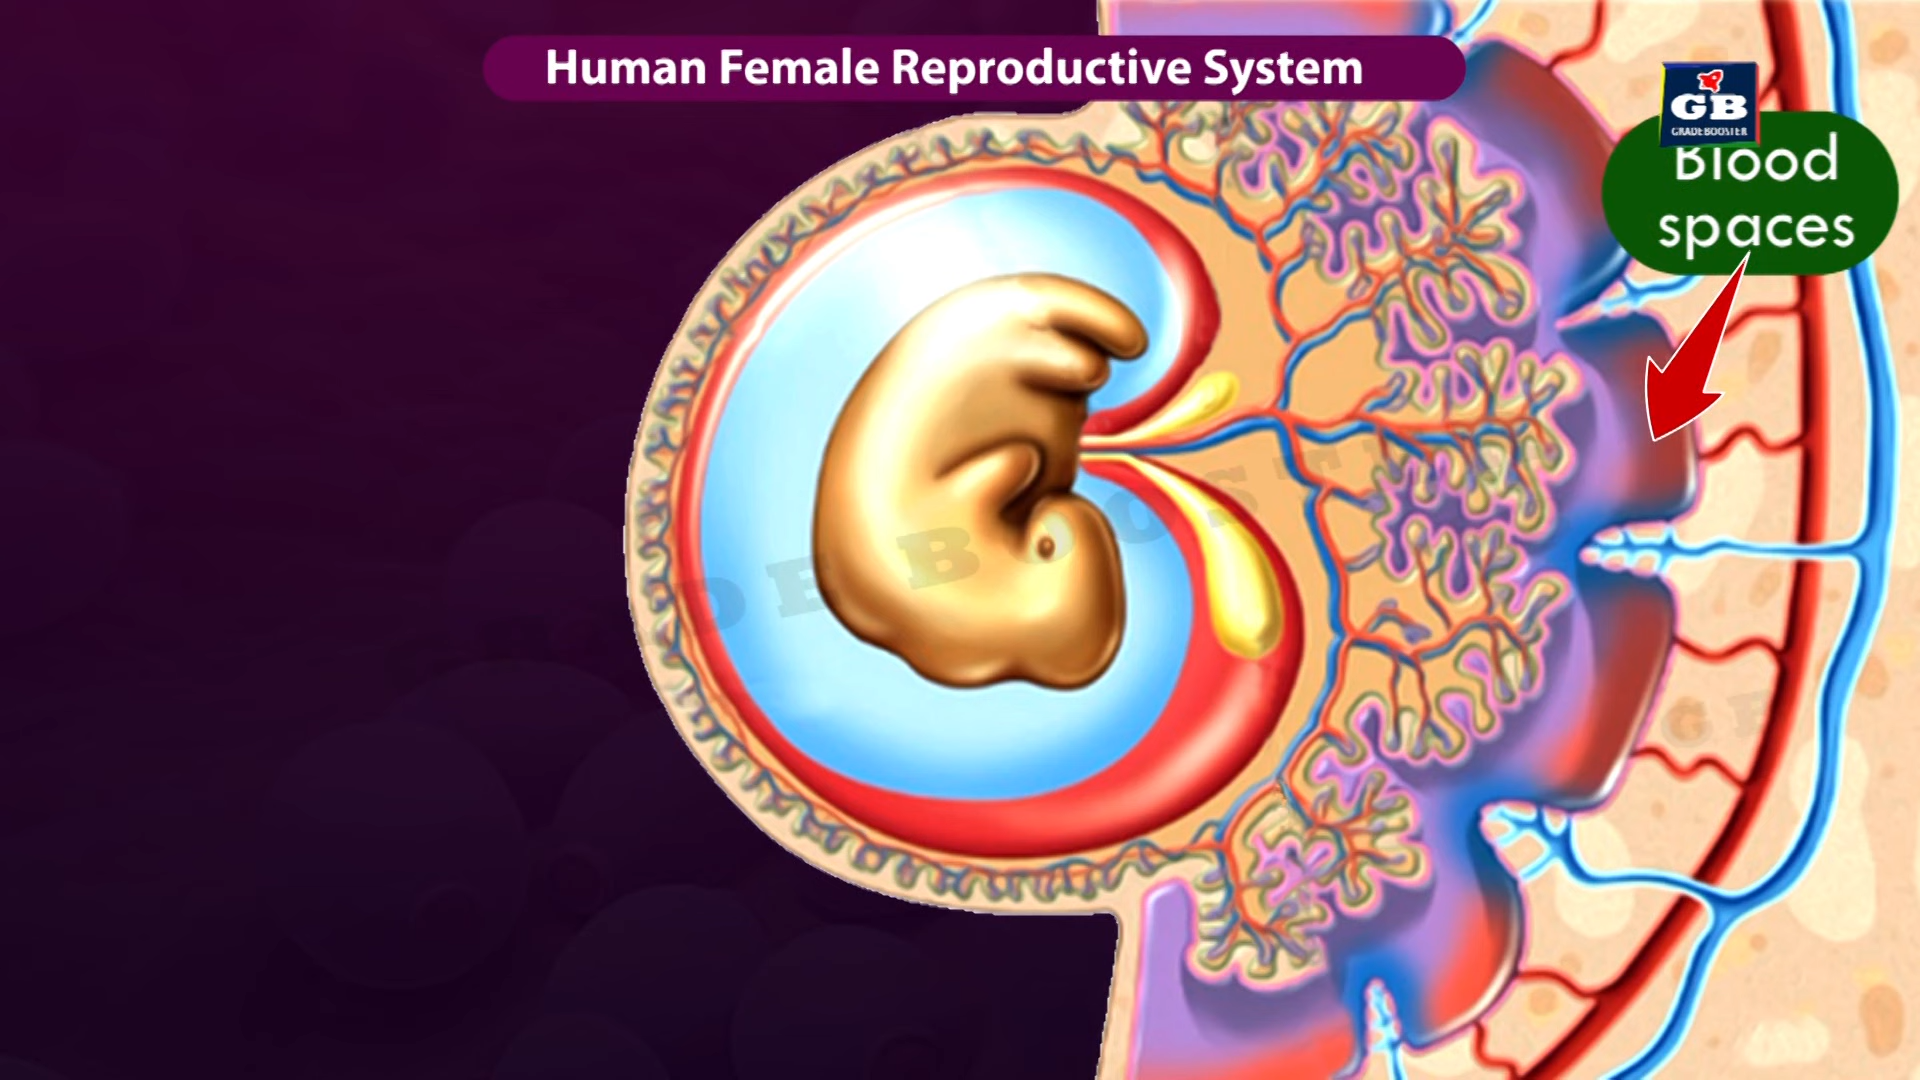 Human Female Reproductive System
GB
GRADEBOOSTER
Blood
spaces